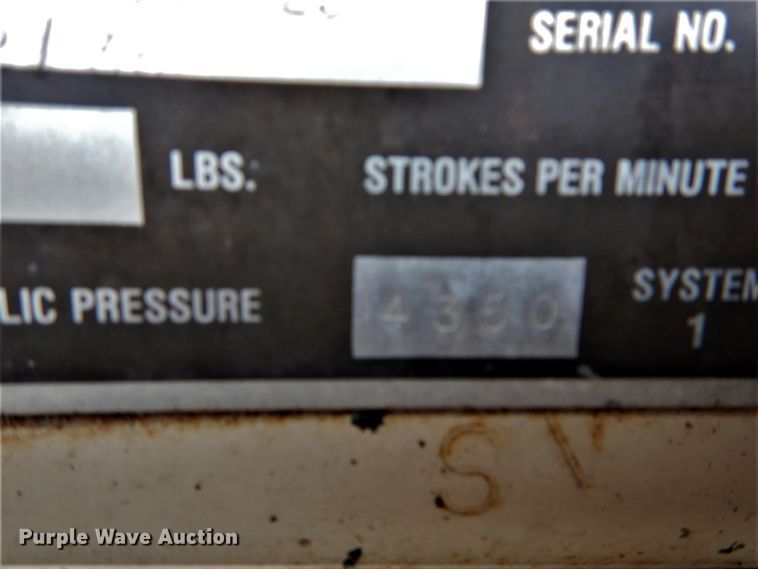 SERIAL NO.
LBS. STROKES PER MINUTE
LIC PRESSURE 4350 SYSTEM
1
SV
Purple Wave Auction